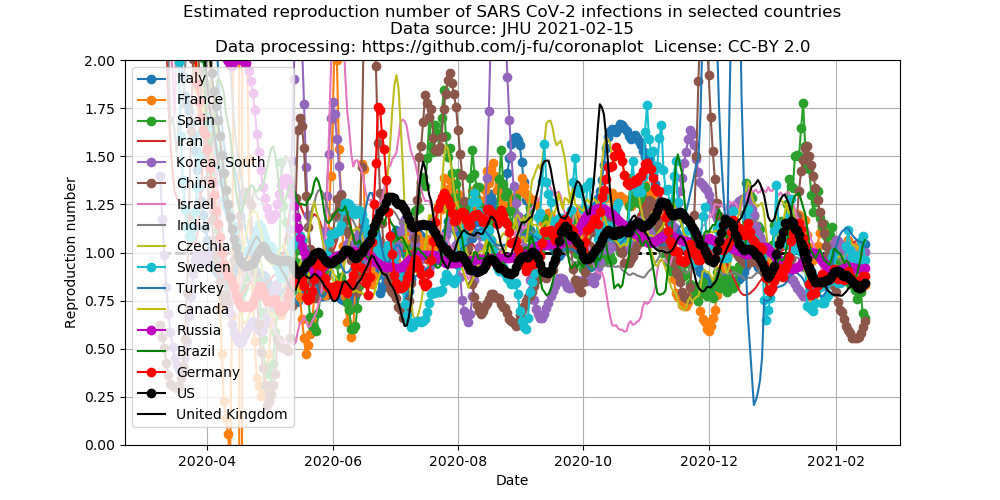 Estimated reproduction number of SARS CoV-2 infections in selected countries
Data source: JHU 2021-02-15
Data processing: https://github.com/j-fu/coronaplot License: CC-BY 2.0
Reproduction number
2.00
1.75
1.50
1.25
1.00
0.75
0.50
0.25
0.00
Italy
France
Spain
Iran
Korea, South
China
Israel
India
Czechia
Sweden
Turkey
Canada
Russia
Brazil
Germany
US
United Kingdom
2020-04
2020-06
2020-08
2020-10
2020-12
2021-02
Date